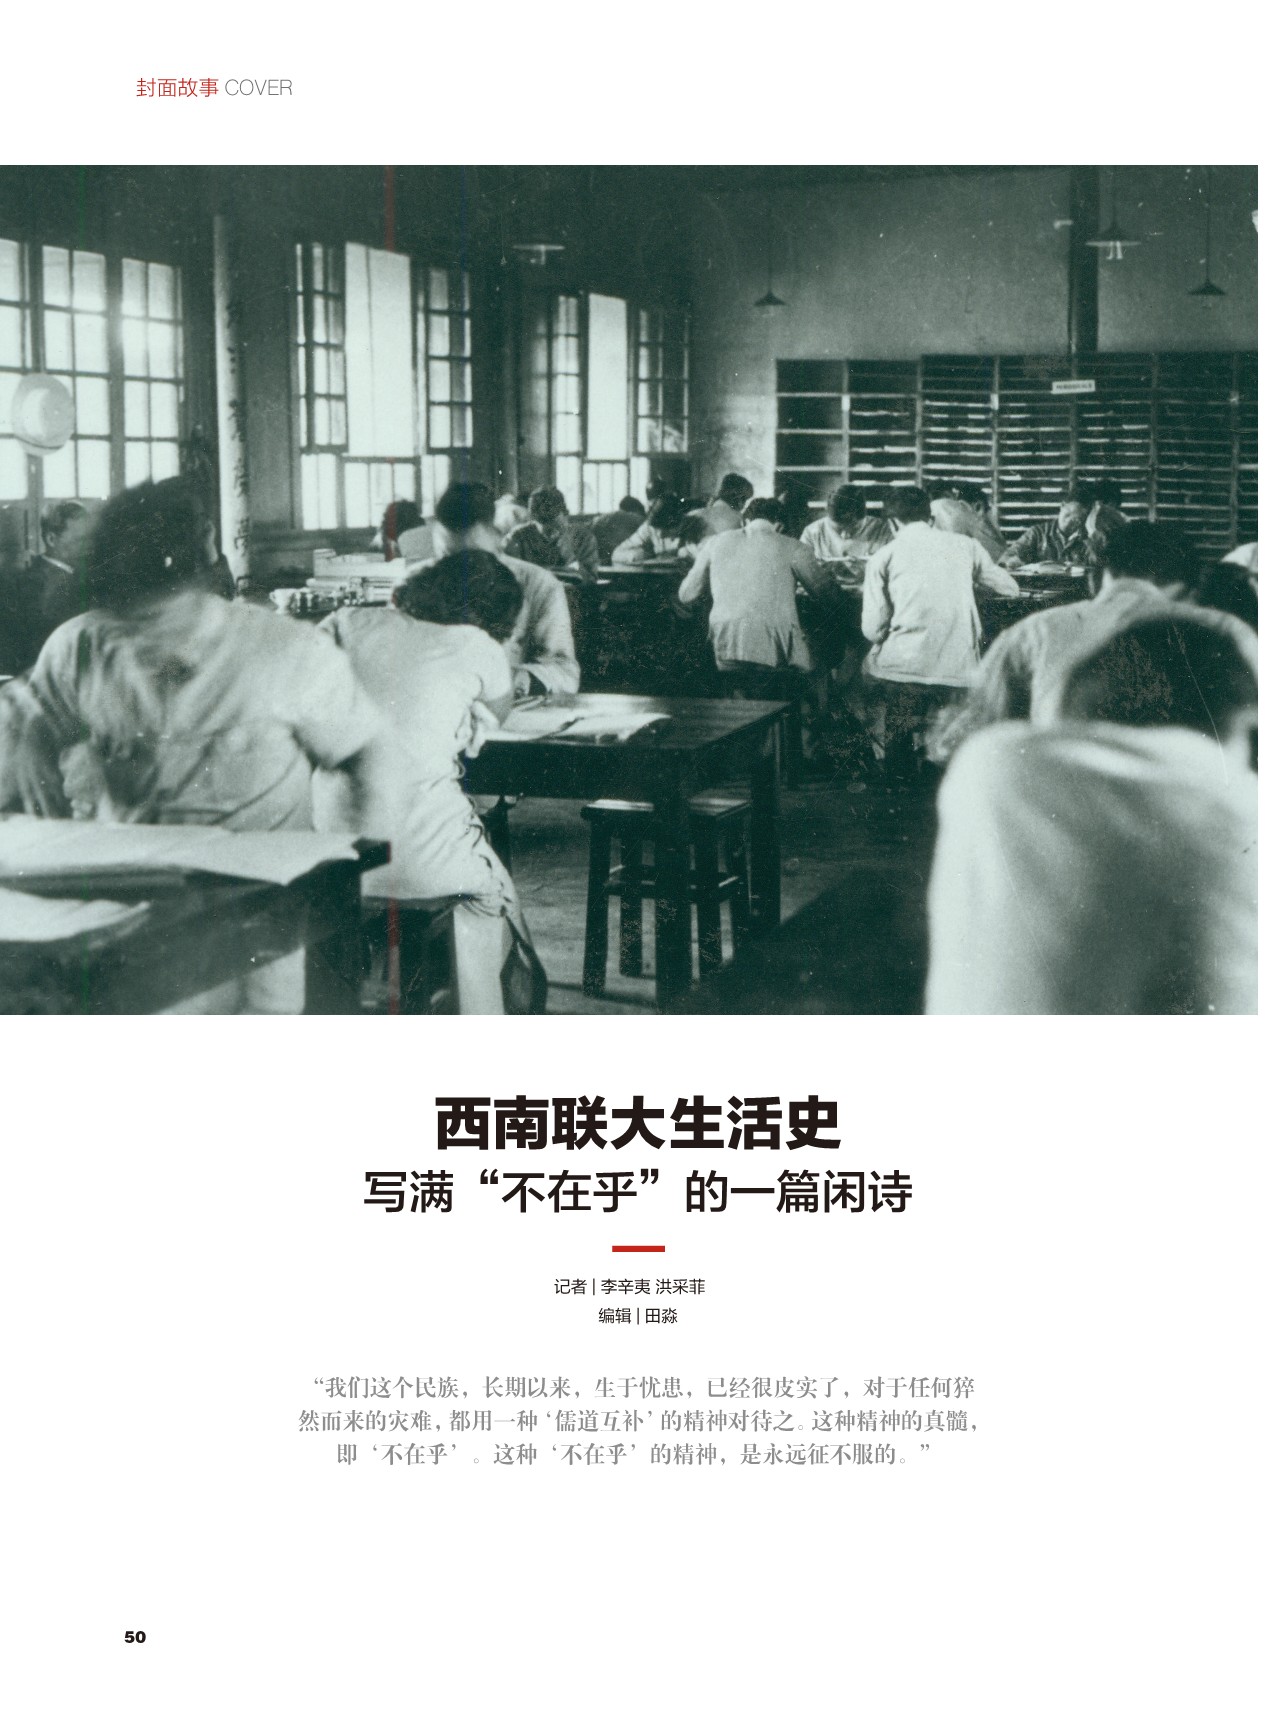 封面故事 COVER
西南联大生活史
写满“不在乎”的一篇闲诗
记者 | 李辛夷 洪采菲
编辑 | 田淼
“我们这个民族，长期以来，生于忧患，已经很皮实了，对于任何猝
然而来的灾难，都用一种‘儒道互补’的精神对待之。这种精神的真髓，
即‘不在乎’。这种‘不在乎’的精神，是永远征不服的。”
50